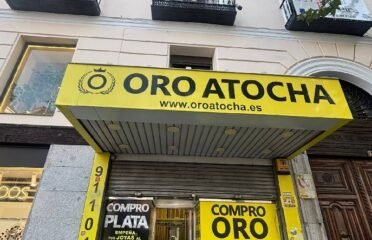 ORO ATOCHA
www.oroatocha.es
COMPRO
PLATA
EMPEÑA
TUS JOYAS AL
COMPRO
ORO